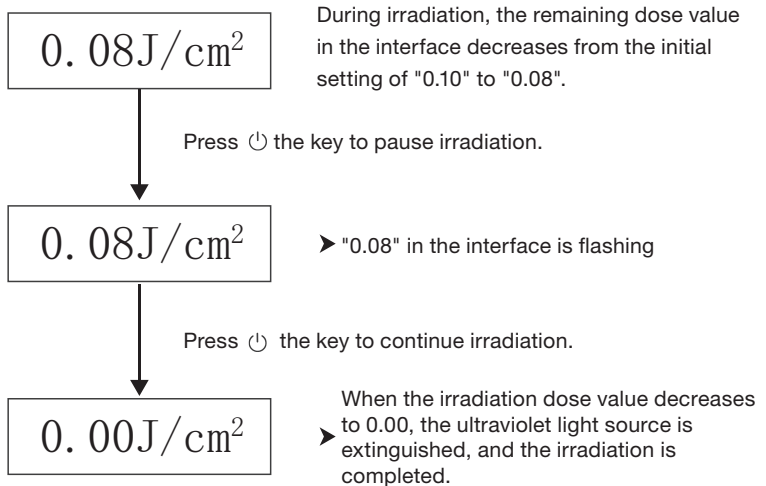 0.08J/cm²
During irradiation, the remaining dose value
in the interface decreases from the initial
setting of "0.10" to "0.08".
Press ⏻ the key to pause irradiation.
0.08J/cm²
➤ "0.08" in the interface is flashing
Press ⏻ the key to continue irradiation.
0.00J/cm²
When the irradiation dose value decreases
to 0.00, the ultraviolet light source is
➤ extinguished, and the irradiation is
completed.